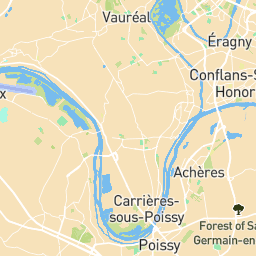 Vauréal
Éragny
Conflans-S
Honor
x
Achères
Carrières-
sous-Poissy
Forest of Sa
Germain-en
Poissy